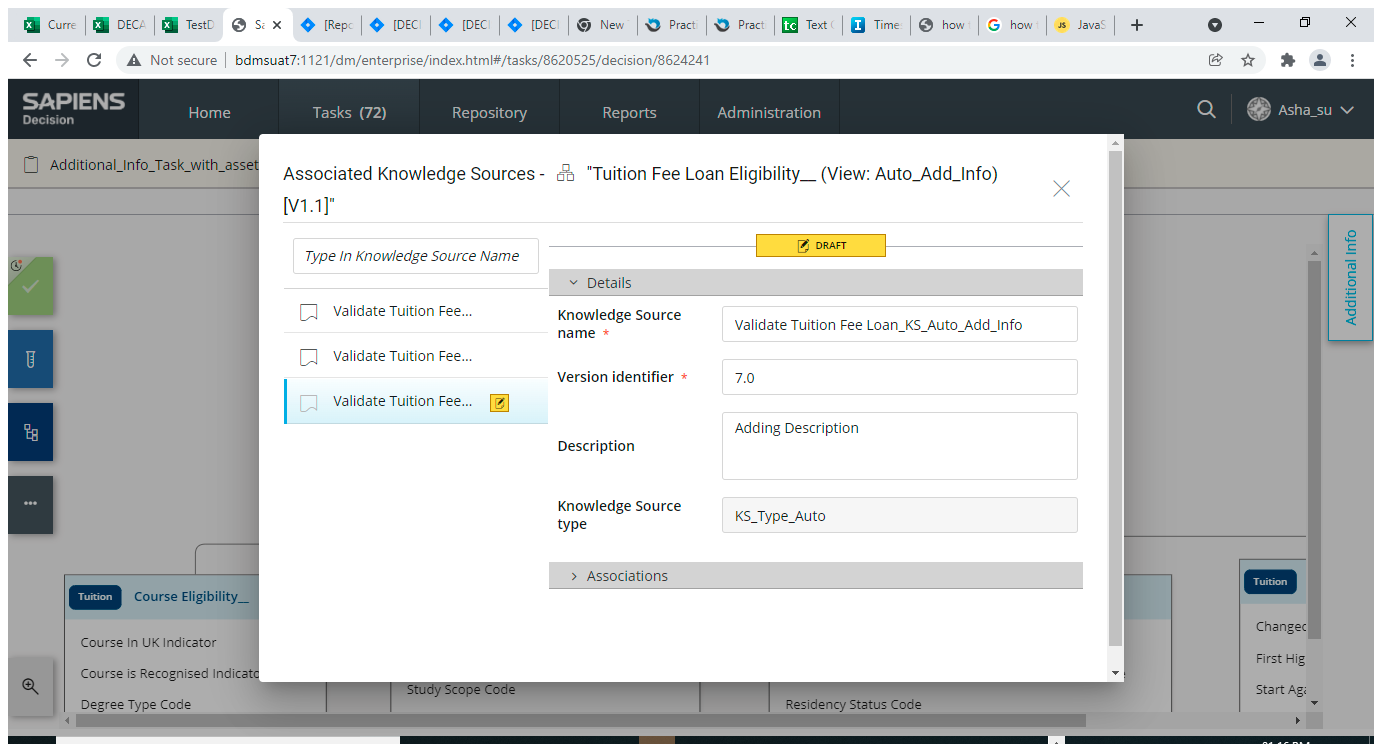 Curre
DECA
TestD
Sa
[Repo
[DECI
[DECI
[DECI
New
Practi
Practi
tc
Text C
Time
how
how
JS
JavaS
Not secure
bdmsuat7:1121/dm/enterprise/index.html#/tasks/8620525/decision/8624241
SAPIENS
Decision
Home
Tasks (72)
Repository
Reports
Administration
Asha_su
Additional_Info_Task_with_asset
Associated Knowledge Sources - "Tuition Fee Loan Eligibility__ (View: Auto_Add_Info)
[V1.1]"
Type In Knowledge Source Name
Validate Tuition Fee...
Validate Tuition Fee...
Validate Tuition Fee...
DRAFT
Details
Knowledge Source
name *
Validate Tuition Fee Loan_KS_Auto_Add_Info
Version identifier *
7.0
Description
Adding Description
Knowledge Source
type
KS_Type_Auto
Associations
Additional Info
Tuition
Course Eligibility__
Course In UK Indicator
Course is Recognised Indicato
Degree Type Code
Study Scope Code
Residency Status Code
Tuition
Changed
First Hig
Start Aga